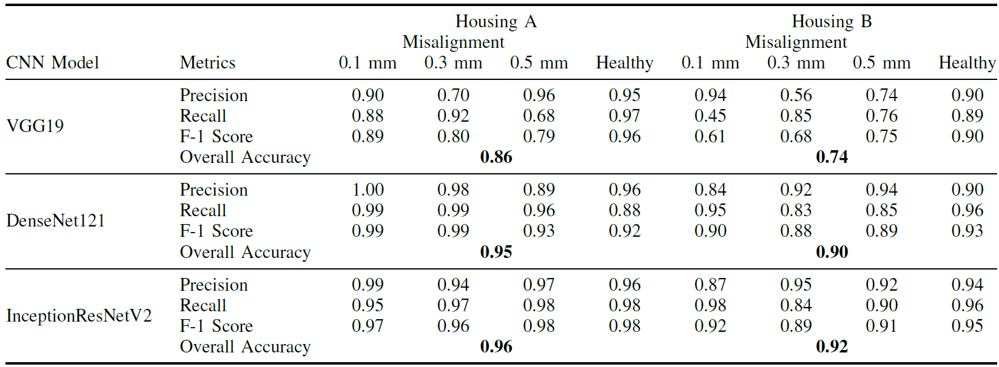 Housing A Housing B
Misalignment Misalignment
CNN Model Metrics 0.1 mm 0.3 mm 0.5 mm Healthy 0.1 mm 0.3 mm 0.5 mm Healthy
Precision 0.90 0.70 0.96 0.95 0.94 0.56 0.74 0.90
VGG19 Recall 0.88 0.92 0.68 0.97 0.45 0.85 0.76 0.89
F-1 Score 0.89 0.80 0.79 0.96 0.61 0.68 0.75 0.90
Overall Accuracy 0.86 0.74
Precision 1.00 0.98 0.89 0.96 0.84 0.92 0.94 0.90
DenseNet121 Recall 0.99 0.99 0.96 0.88 0.95 0.83 0.85 0.96
F-1 Score 0.99 0.99 0.93 0.92 0.90 0.88 0.89 0.93
Overall Accuracy 0.95 0.90
Precision 0.99 0.94 0.97 0.96 0.87 0.95 0.92 0.94
InceptionResNetV2 Recall 0.95 0.97 0.98 0.98 0.98 0.84 0.90 0.96
F-1 Score 0.97 0.96 0.98 0.98 0.92 0.89 0.91 0.95
Overall Accuracy 0.96 0.92